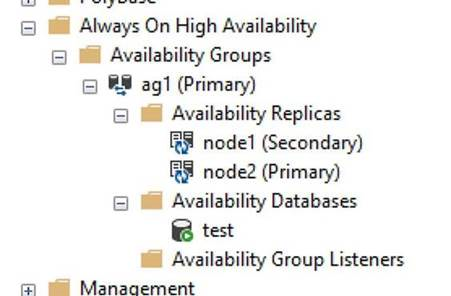 Polybase
Always On High Availability
Availability Groups
ag1 (Primary)
Availability Replicas
node1 (Secondary)
node2 (Primary)
Availability Databases
test
Availability Group Listeners
Management